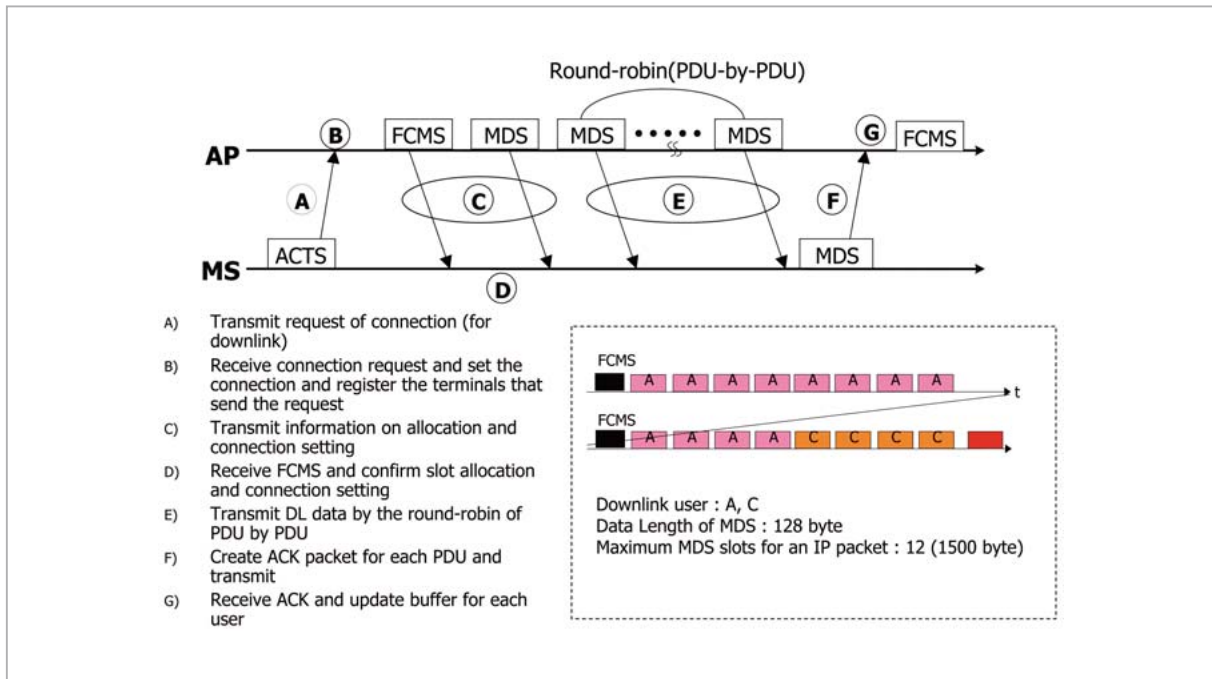 Round-robin(PDU-by-PDU)
B FCMS MDS MDS ••••• MDS G FCMS
AP
A C E F
ACTS MDS
MS
D
A) Transmit request of connection (for
downlink)
B) Receive connection request and set the
connection and register the terminals that
send the request
C) Transmit information on allocation and
connection setting
D) Receive FCMS and confirm slot allocation
and connection setting
E) Transmit DL data by the round-robin of
PDU by PDU
F) Create ACK packet for each PDU and
transmit
G) Receive ACK and update buffer for each
user
FCMS
A A A A A A A A
t
FCMS
A A A A C C C C
Downlink user : A, C
Data Length of MDS : 128 byte
Maximum MDS slots for an IP packet : 12 (1500 byte)